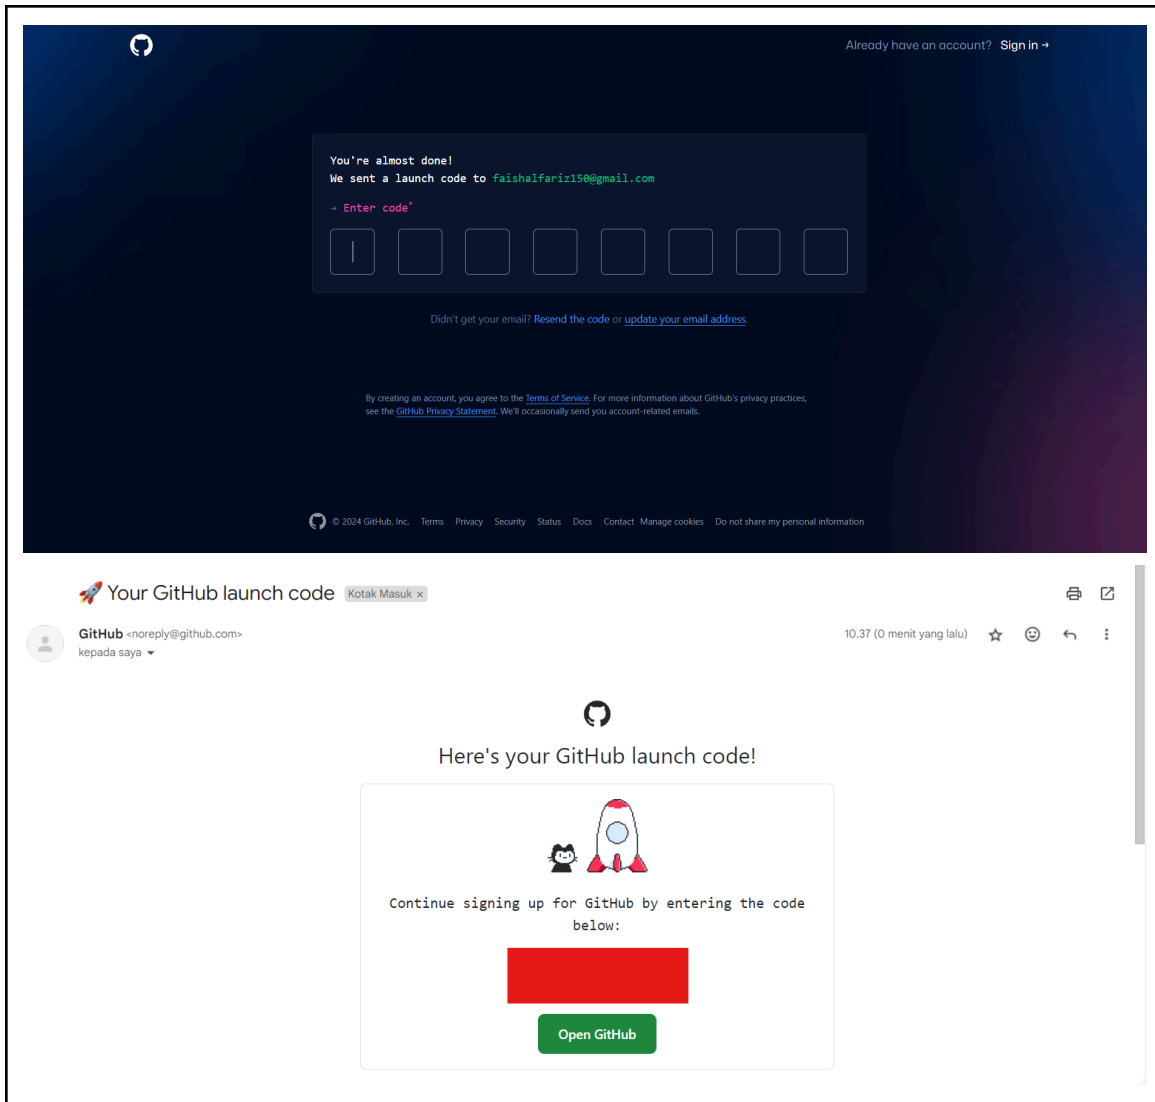 Already have an account? Sign in →
You're almost done!
We sent a launch code to faishalfariz150@gmail.com
→ Enter code*
Didn't get your email? Resend the code or update your email address.
By creating an account, you agree to the Terms of Service. For more information about GitHub's privacy practices,
see the GitHub Privacy Statement. We'll occasionally send you account-related emails.
© 2024 GitHub, Inc. Terms Privacy Security Status Docs Contact Manage cookies Do not share my personal information
Your GitHub launch code Kotak Masuk ×
GitHub <noreply@github.com> 10.37 (0 menit yang lalu)
kepada saya
Here's your GitHub launch code!
Continue signing up for GitHub by entering the code
below:
Open GitHub